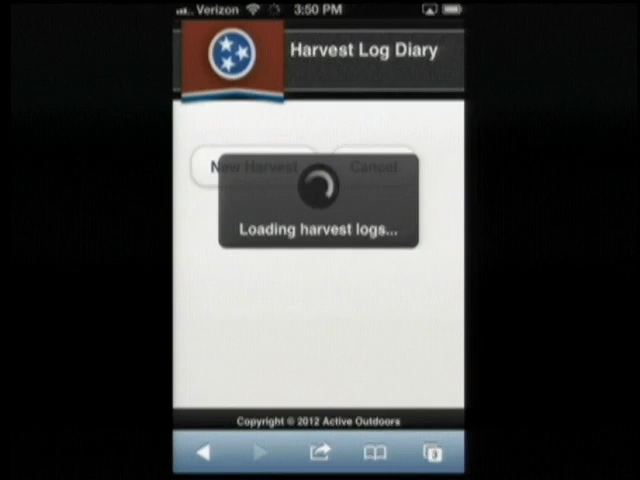 Verizon 3:50 PM
Harvest Log Diary
New Harvest Cancel
Loading harvest logs...
Copyright © 2012 Active Outdoors